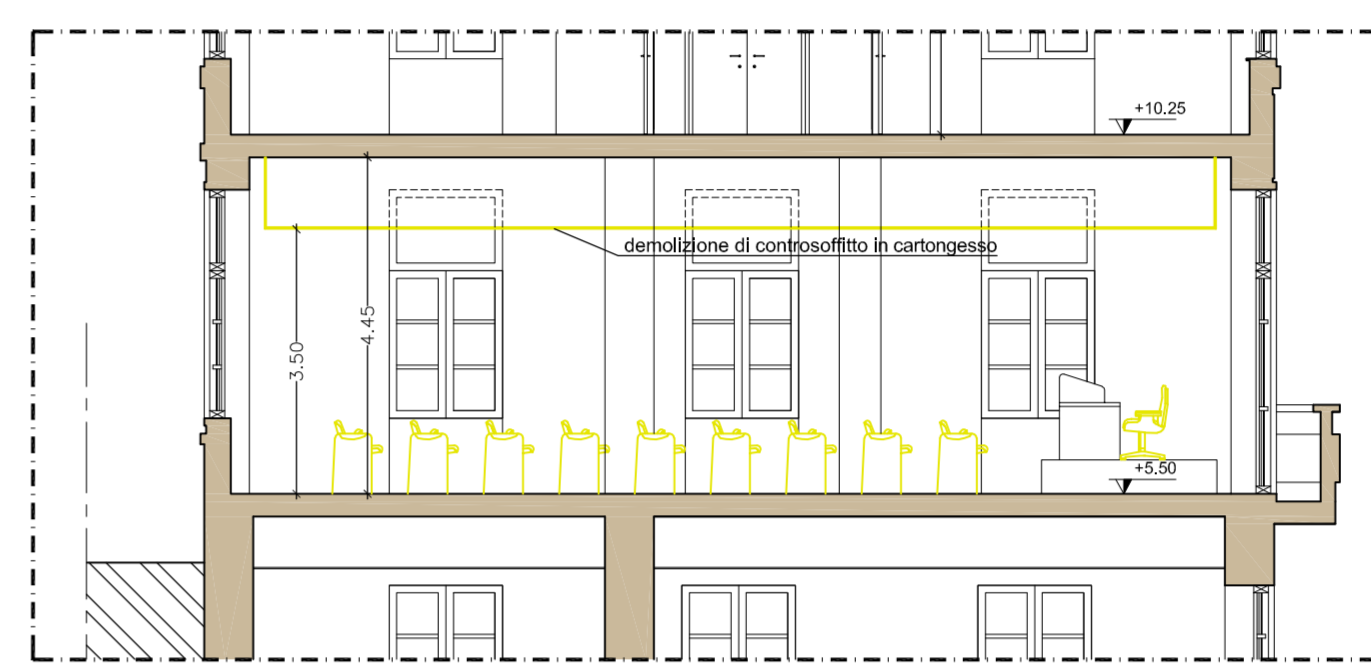 +10.25
demolizione di controsoffitto in cartongesso
4.45
3.50
+5.50